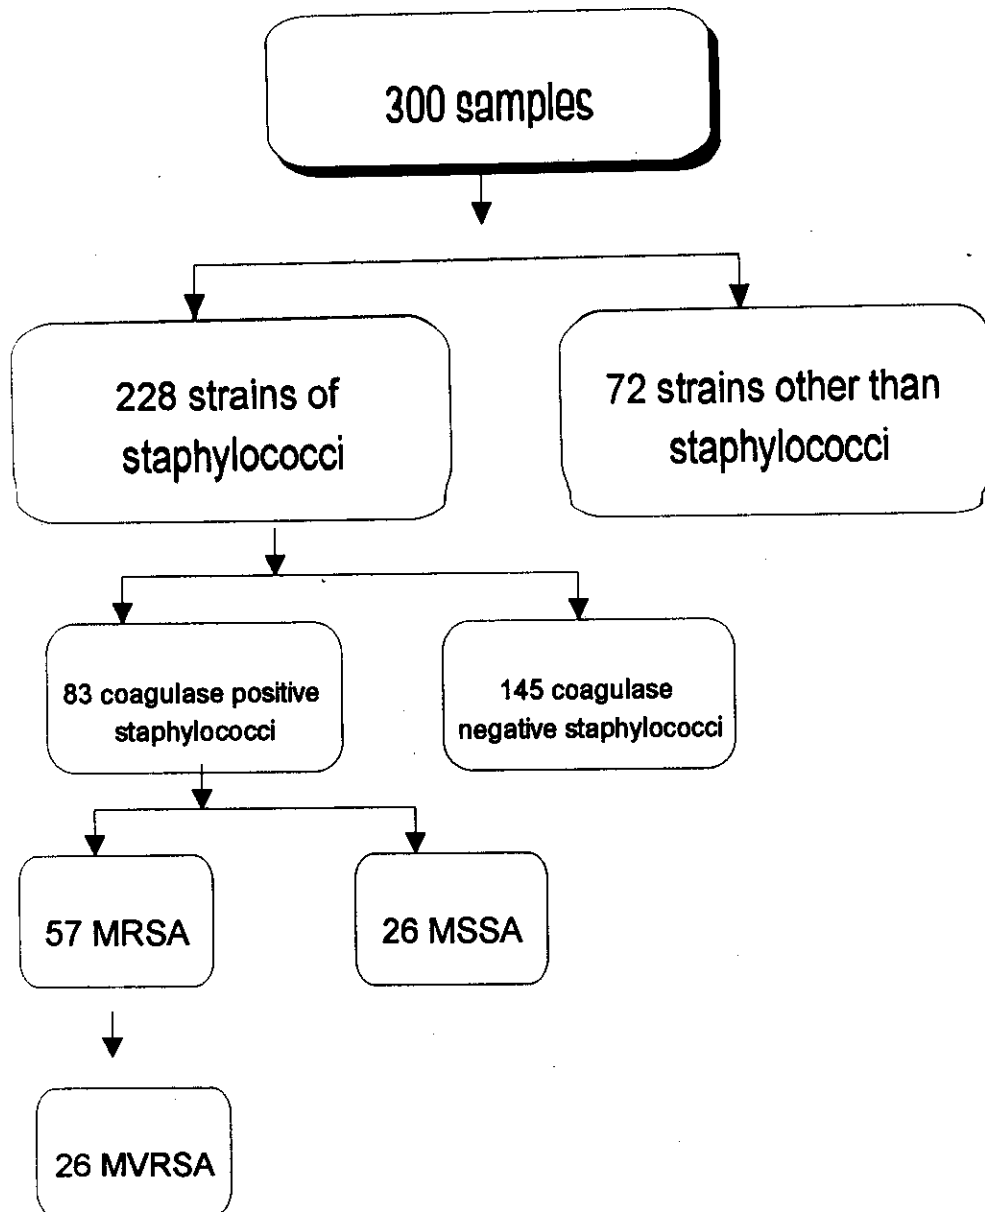 300 samples
228 strains of
staphylococci
72 strains other than
staphylococci
83 coagulase positive
staphylococci
145 coagulase
negative staphylococci
57 MRSA
26 MSSA
26 MVRSA